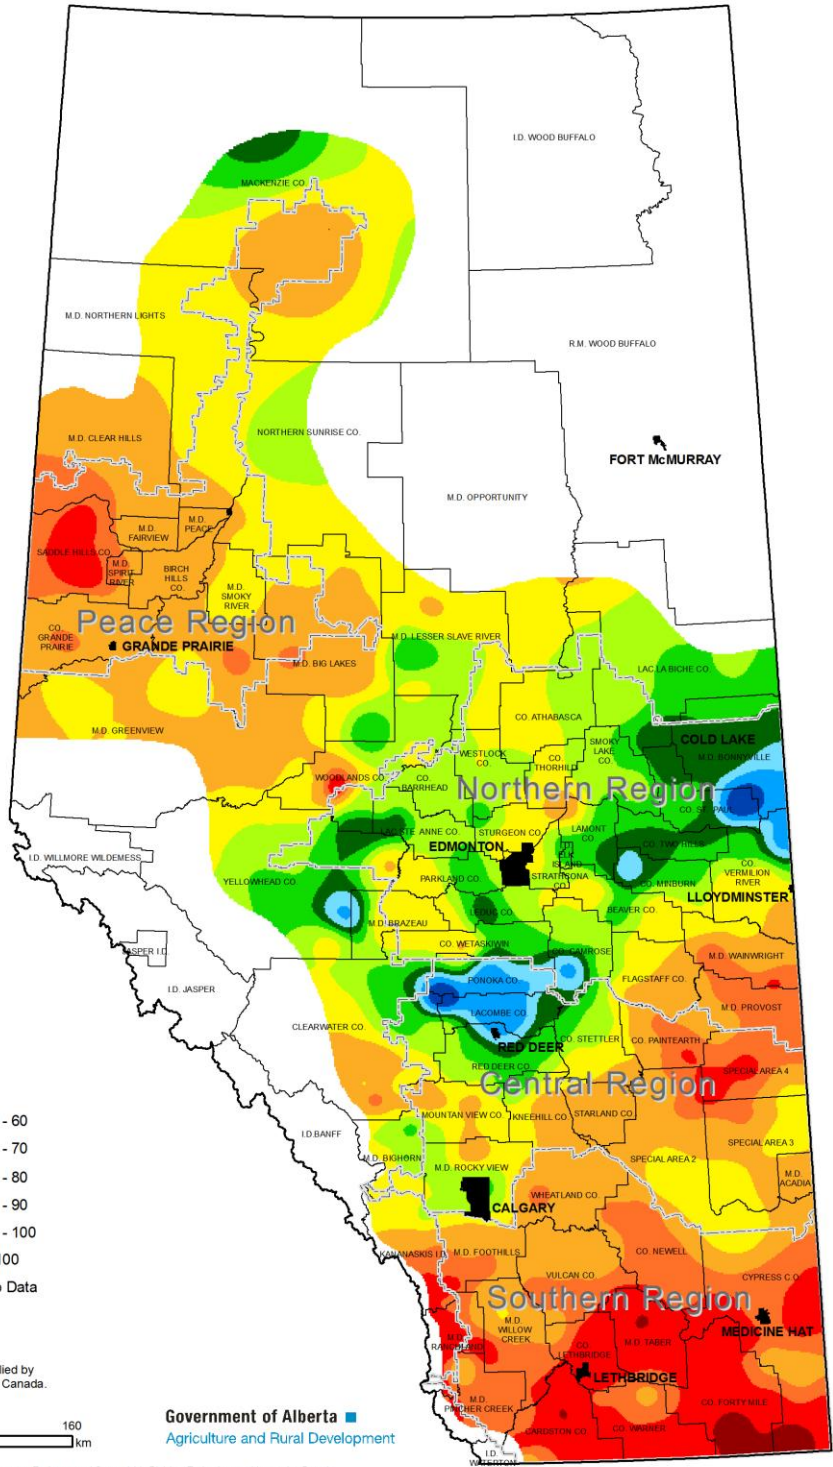 I.D. WOOD BUFFALO
MACKENZIE CO.
M.D. NORTHERN LIGHTS
R.M. WOOD BUFFALO
M.D. CLEAR HILLS
NORTHERN SUNRISE CO.
FORT McMURRAY
M.D. OPPORTUNITY
M.D.
PEACE
M.D.
FAIRVIEW
SADDLE HILLS CO.
M.D.
SPIRIT
RIVER
BIRCH
HILLS
CO.
M.D.
SMOKY
RIVER
Peace Region
CO.
GRANDE
PRAIRIE
GRANDE PRAIRIE
M.D. LESSER SLAVE RIVER
M.D. BIG LAKES
LAC LA BICHE CO.
M.D. GREENVIEW
CO. ATHABASCA
COLD LAKE
SMOKY
LAKE
CO.
WESTLOCK
CO.
CO.
THORHILD
M.D. BONNYVILLE
WOODLANDS CO.
CO.
BARRHEAD
Northern Region
CO. ST. PAUL
LAC STE. ANNE CO.
STURGEON CO.
LAMONT
CO.
EDMONTON
CO. TWO HILLS
I.D. WILLMORE WILDERNESS
ISLAND
YELLOWHEAD CO.
PARKLAND CO.
STRATHCONA
CO.
CO. MINBURN
CO.
VERMILION
RIVER
LLOYDMINSTER
LEDUC CO.
BEAVER CO.
M.D. BRAZEAU
CO. WETASKIWIN
CO. CAMROSE
JASPER I.D.
M.D. WAINWRIGHT
I.D. JASPER
PONOKA CO.
FLAGSTAFF CO.
M.D. PROVOST
LACOMBE CO.
CLEARWATER CO.
RED DEER
CO. STETTLER
CO. PAINTEARTH
RED DEER CO.
SPECIAL AREA 4
Central Region
MOUNTAN VIEW CO.
KNEEHILL CO.
STARLAND CO.
- 60
I.D.BANFF
SPECIAL AREA 3
- 70
M.D. BIGHORN
M.D. ROCKY VIEW
SPECIAL AREA 2
M.D.
ACADIA
- 80
WHEATLAND CO.
- 90
CALGARY
- 100
KANANASKIS I.D.
M.D. FOOTHILLS
CO. NEWELL
100
VULCAN CO.
CYPRESS C.O.
o Data
Southern Region
M.D.
WILLOW
CREEK
MEDICINE HAT
M.D.
RANCHLAND
CO.
LETHBRIDGE
M.D. TABER
lied by
Canada.
LETHBRIDGE
M.D.
PINCHER CREEK
CO. FORTY MILE
160
km
Government of Alberta
Agriculture and Rural Development
CARDSTON CO.
CO. WARNER
I.D.
WATERTON